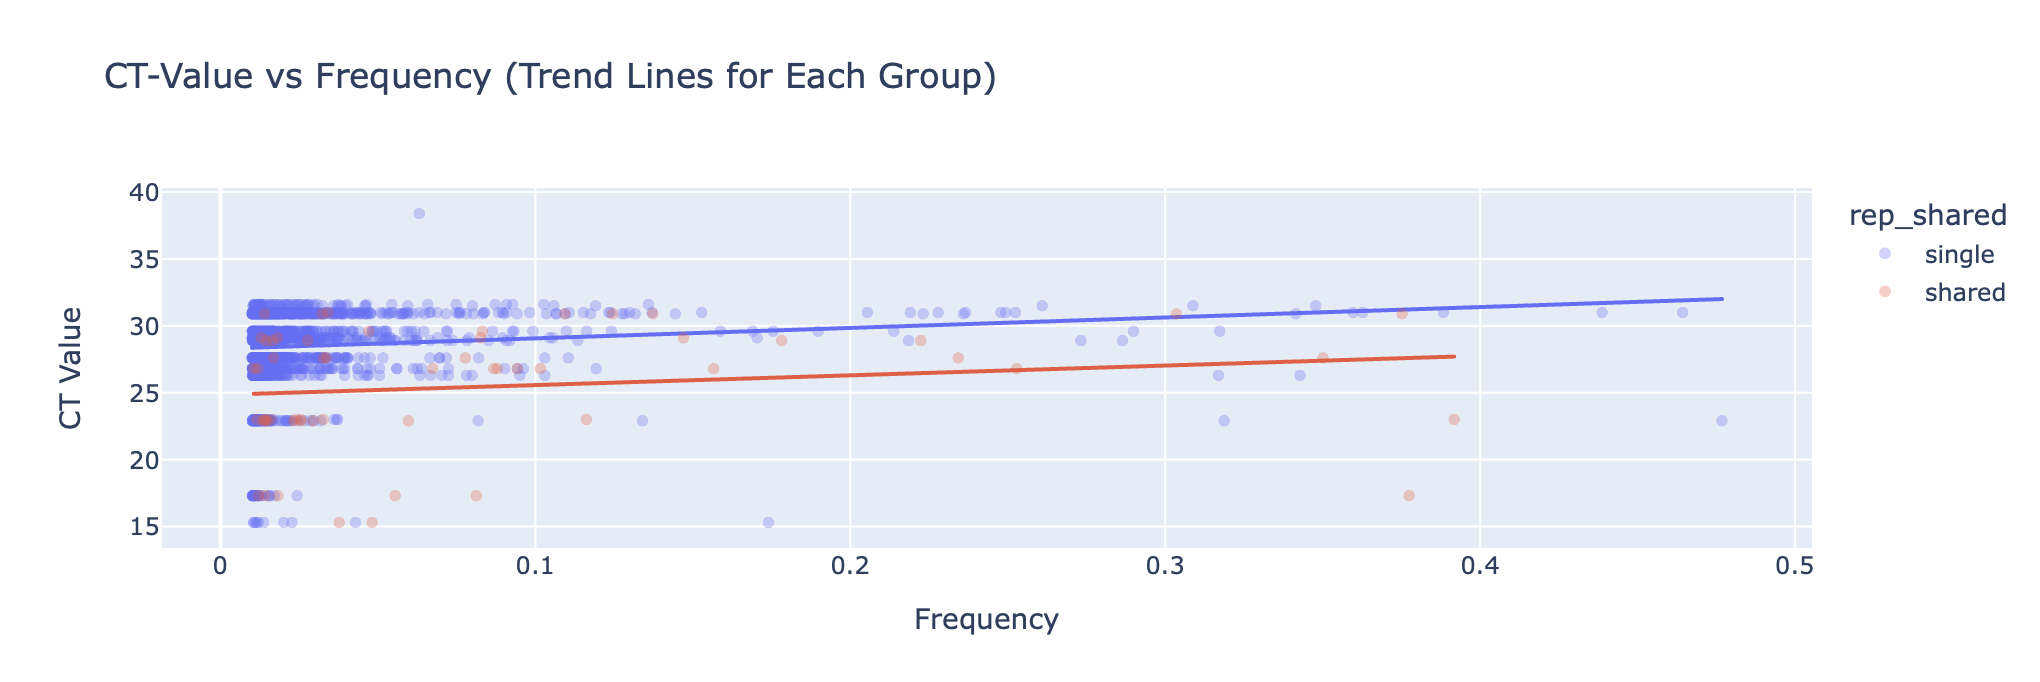 CT-Value vs Frequency (Trend Lines for Each Group)
40
35
30
25
20
15
CT Value
0
0.1
0.2
0.3
0.4
0.5
Frequency
rep_shared
single
shared